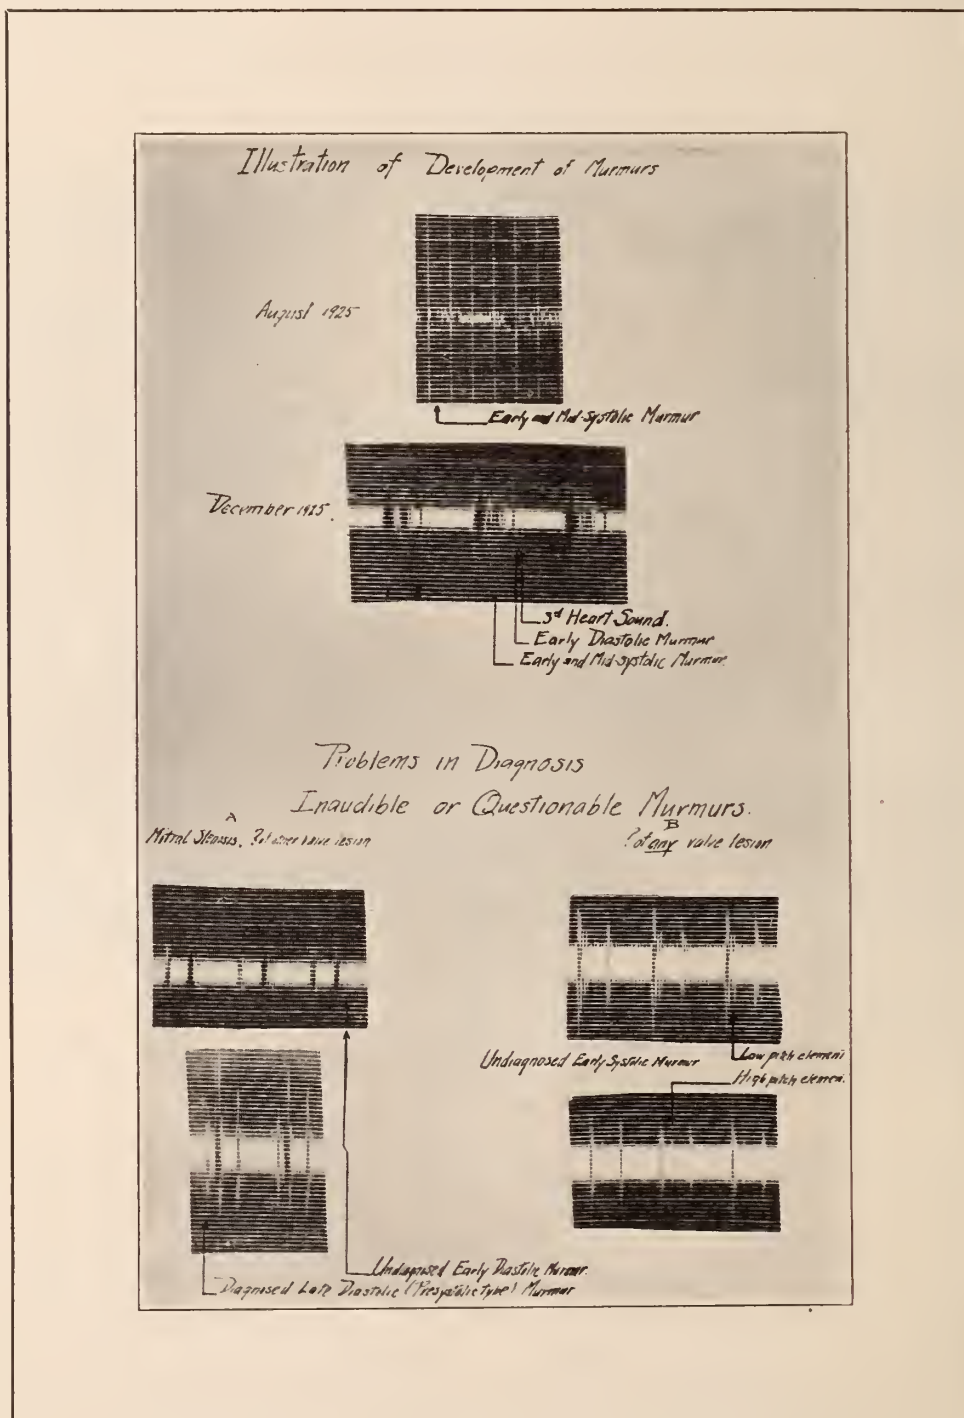 Illustration of Development of Murmurs
August 1925
Early and Mid-Systolic Murmur
December 1925.
3d Heart Sound.
Early Diastolic Murmur
Early and Mid-Systolic Murmur
Problems in Diagnosis
Inaudible or Questionable Murmurs.
A
Mitral Stenosis. ?of other valve lesion
B
?of any valve lesion
Undiagnosed Early Systolic Murmur
Low pitch element
High pitch elemen.
Undiagnosed Early Diastolic Murmur.
Diagnosed Late Diastolic (Presystolic type) Murmur